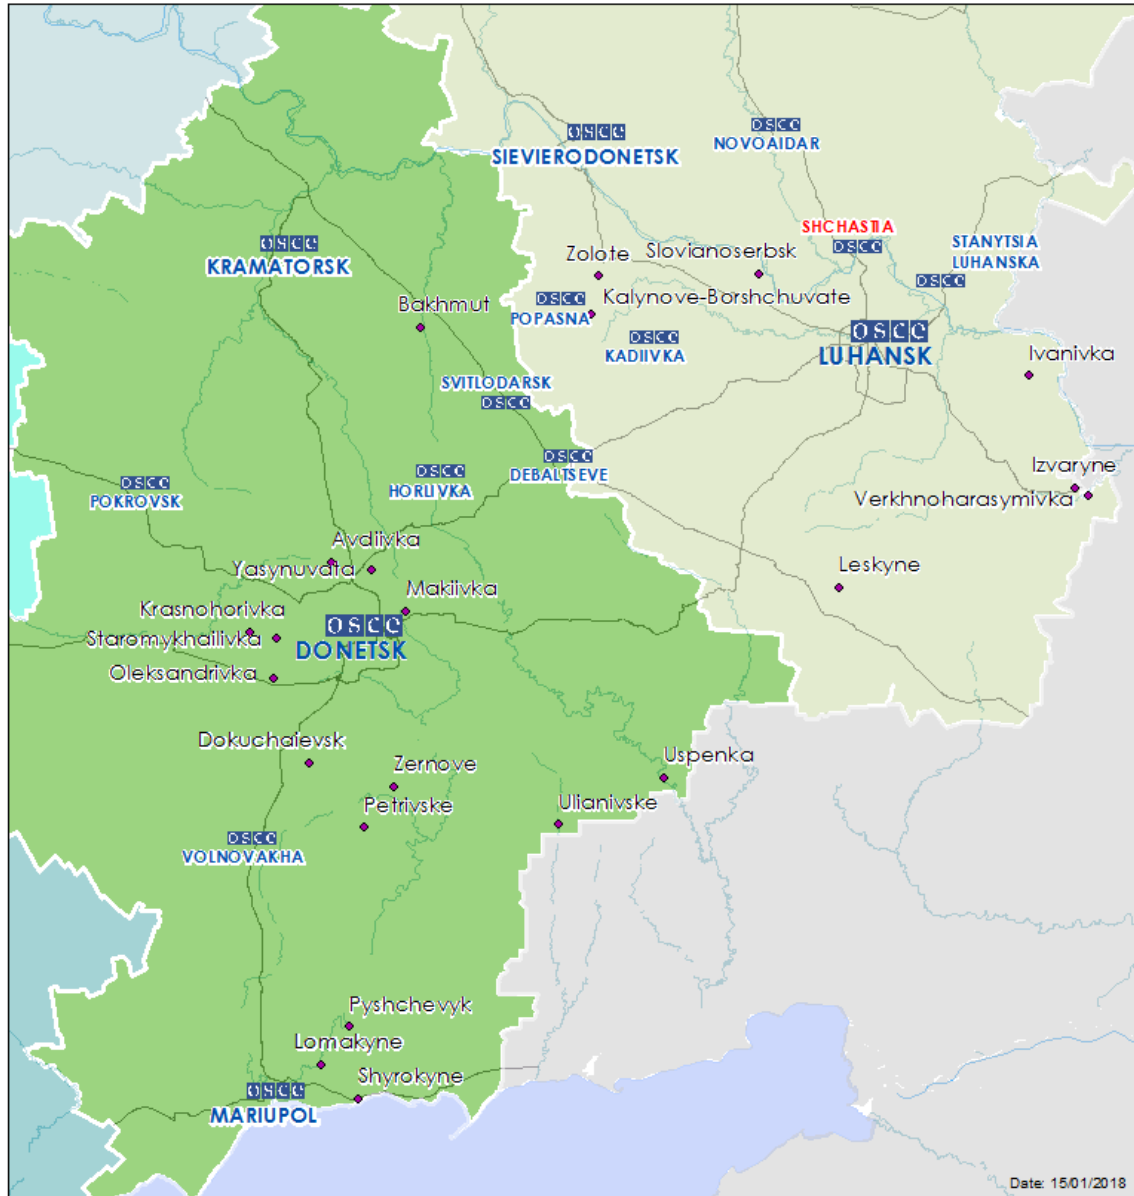 OSCE
SIEVIERODONETSK
OSCE
NOVOAIDAR
SHCHASTIA
OSCE
STANYTSIA
LUHANSKA
OSCE
OSCE
KRAMATORSK
Zolote
Slovianoserbsk
Bakhmut
OSCE
POPASNA
Kalynove-Borshchuvate
OSCE
KADIIVKA
OSCE
LUHANSK
Ivanivka
SVITLODARSK
OSCE
OSCE
DEBALTSEVE
OSCE
HORLIVKA
OSCE
POKROVSK
Izvaryne
Verkhnoharasymivka
Avdiivka
Yasynuvata
Makiivka
Leskyne
Krasnohorivka
Staromykhailivka
OSCE
DONETSK
Oleksandrivka
Dokuchaievsk
Zernove
Uspenka
Petrivske
Ulianivske
OSCE
VOLNOVAKHA
Pyshchevyk
Lomakyne
Shyrokyne
OSCE
MARIUPOL
Date: 15/01/2018